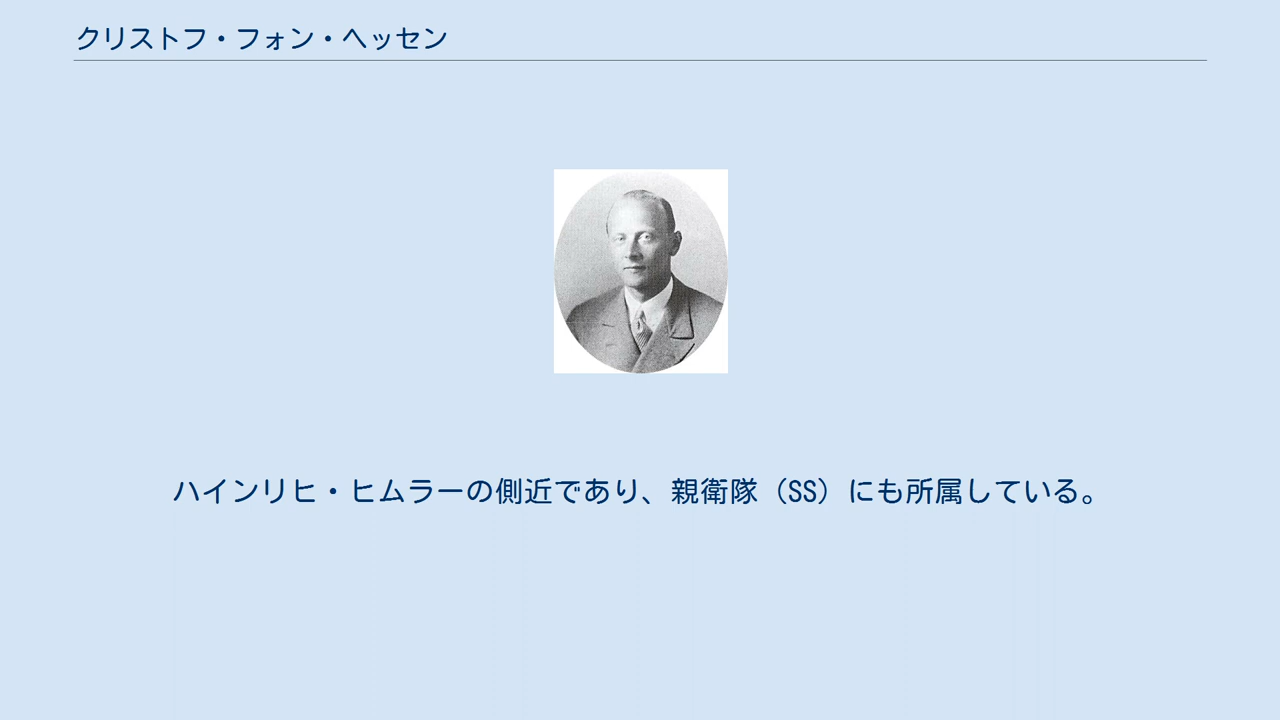 クリストフ・フォン・ヘッセン
ハインリヒ・ヒムラーの側近であり、親衛隊（SS）にも所属している。